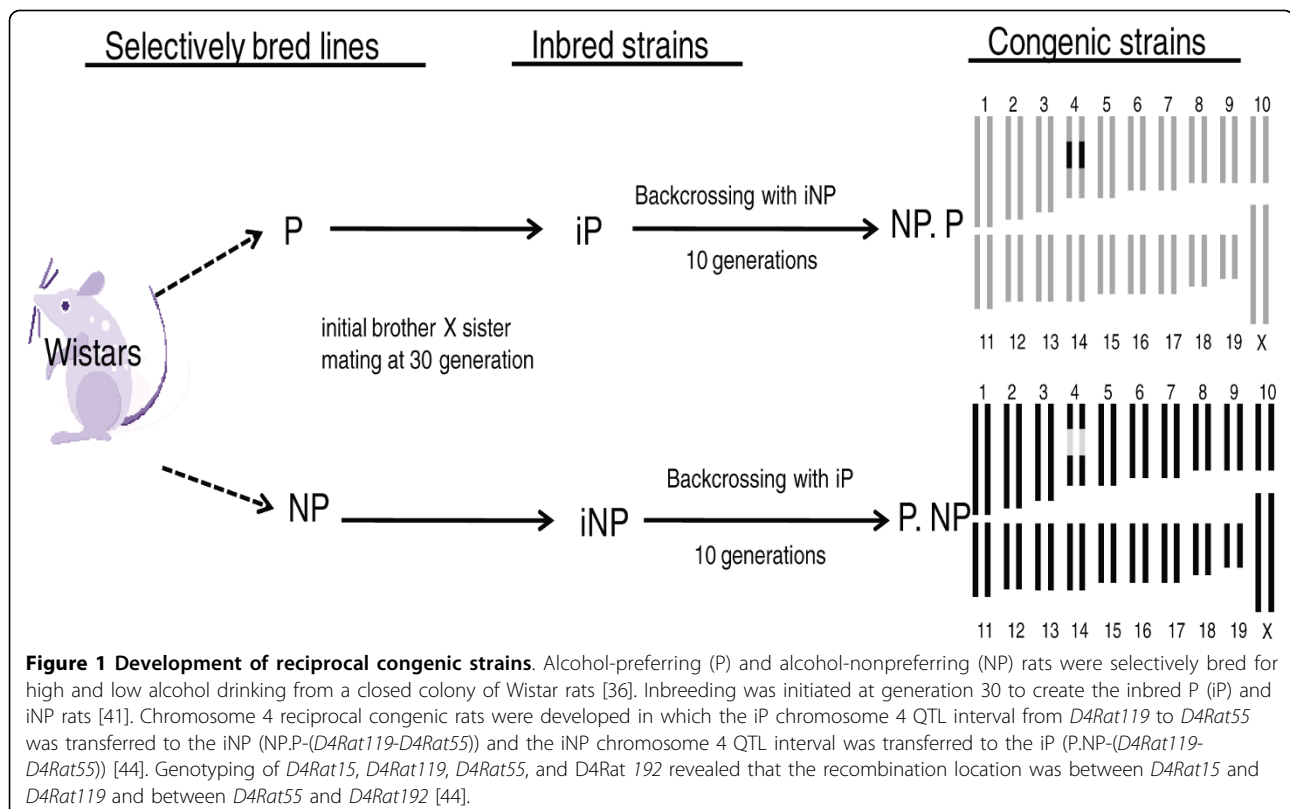 Selectively bred lines
Inbred strains
Congenic strains
1 2 3 4 5 6 7 8 9 10
P
iP
Backcrossing with iNP
10 generations
NP. P
11 12 13 14 15 16 17 18 19 X
Wistars
initial brother X sister
mating at 30 generation
1 2 3 4 5 6 7 8 9 10
NP
iNP
Backcrossing with iP
10 generations
P. NP
11 12 13 14 15 16 17 18 19 X
Figure 1 Development of reciprocal congenic strains. Alcohol-preferring (P) and alcohol-nonpreferring (NP) rats were selectively bred for
high and low alcohol drinking from a closed colony of Wistar rats [36]. Inbreeding was initiated at generation 30 to create the inbred P (iP) and
iNP rats [41]. Chromosome 4 reciprocal congenic rats were developed in which the iP chromosome 4 QTL interval from D4Rat119 to D4Rat55
was transferred to the iNP (NP.P-(D4Rat119-D4Rat55)) and the iNP chromosome 4 QTL interval was transferred to the iP (P.NP-(D4Rat119-
D4Rat55)) [44]. Genotyping of D4Rat15, D4Rat119, D4Rat55, and D4Rat 192 revealed that the recombination location was between D4Rat15 and
D4Rat119 and between D4Rat55 and D4Rat192 [44].